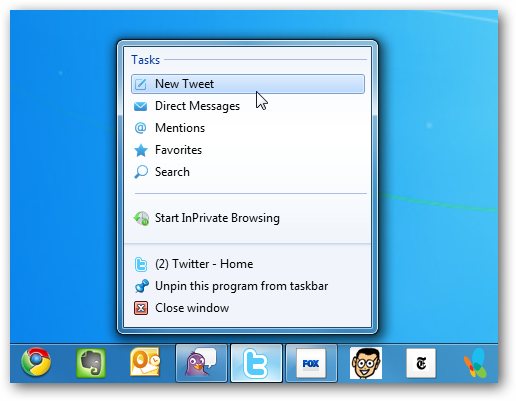 Tasks
New Tweet
Direct Messages
Mentions
Favorites
Search
Start InPrivate Browsing
(2) Twitter - Home
Unpin this program from taskbar
Close window
FOX
T